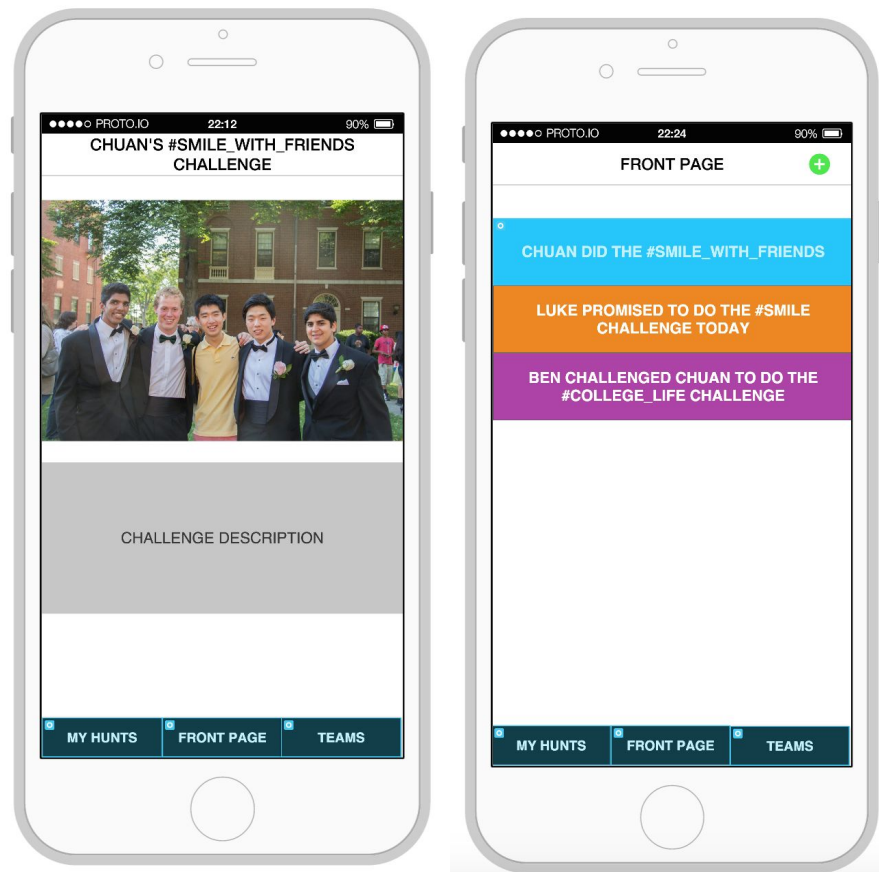 PROTO.IO 22:12 90%
CHUAN'S #SMILE_WITH_FRIENDS
CHALLENGE
CHALLENGE DESCRIPTION
MY HUNTS FRONT PAGE TEAMS
PROTO.IO 22:24 90%
FRONT PAGE
CHUAN DID THE #SMILE_WITH_FRIENDS
LUKE PROMISED TO DO THE #SMILE
CHALLENGE TODAY
BEN CHALLENGED CHUAN TO DO THE
#COLLEGE_LIFE CHALLENGE
MY HUNTS FRONT PAGE TEAMS